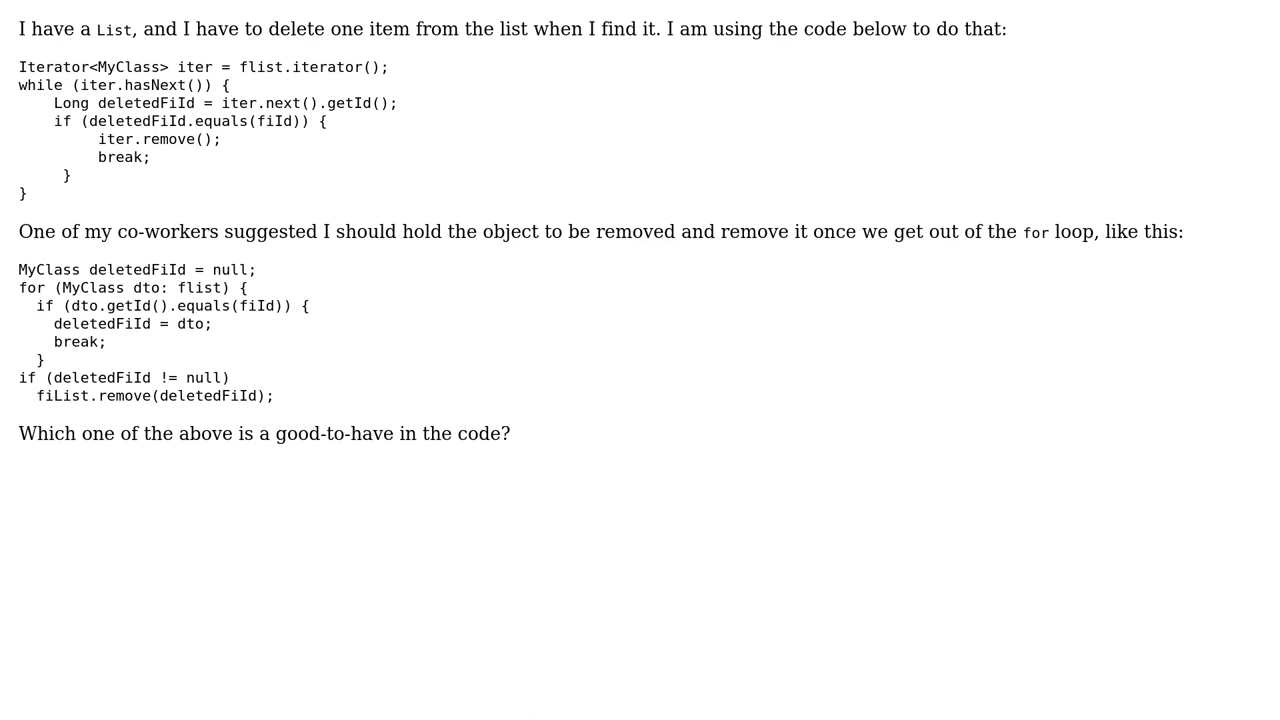 I have a List, and I have to delete one item from the list when I find it. I am using the code below to do that:
Iterator<MyClass> iter = flist.iterator();
while (iter.hasNext()) {
    Long deletedFiId = iter.next().getId();
    if (deletedFiId.equals(fiId)) {
         iter.remove();
         break;
     }
}
One of my co-workers suggested I should hold the object to be removed and remove it once we get out of the for loop, like this:
MyClass deletedFiId = null;
for (MyClass dto: flist) {
  if (dto.getId().equals(fiId)) {
    deletedFiId = dto;
    break;
  }
if (deletedFiId != null)
  fiList.remove(deletedFiId);
Which one of the above is a good-to-have in the code?